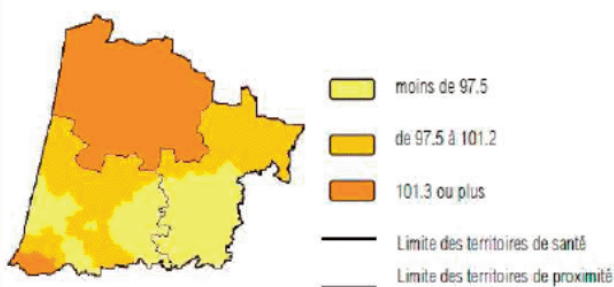 moins de 97.5
de 97.5 à 101.2
101.3 ou plus
Limite des territoires de santé
Limite des territoires de proximité